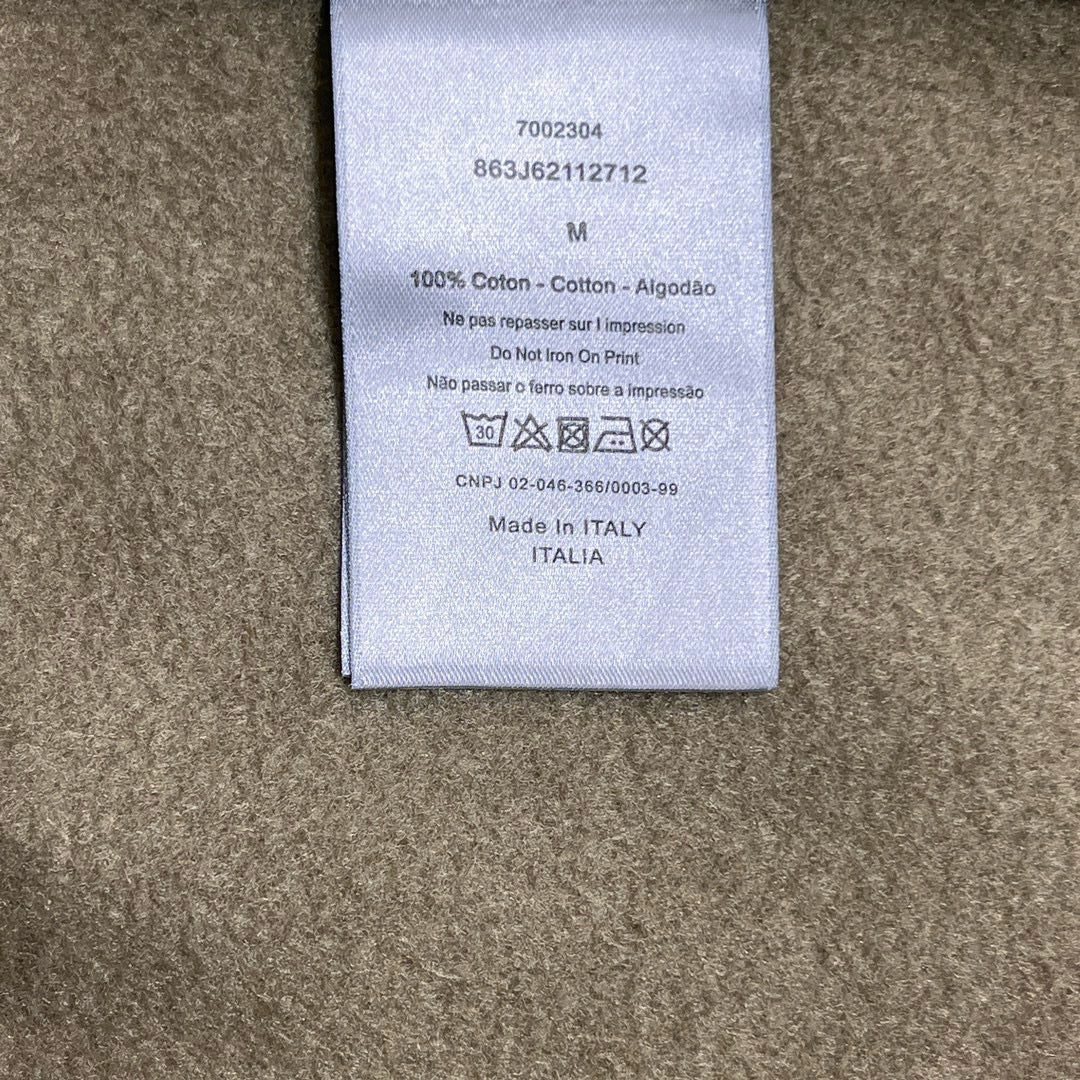 7002304
863J62112712
M
100% Coton - Cotton - Algodão
Ne pas repasser sur l impression
Do Not Iron On Print
Não passar o ferro sobre a impressão
30
CNPJ 02-046-366/0003-99
Made In ITALY
ITALIA